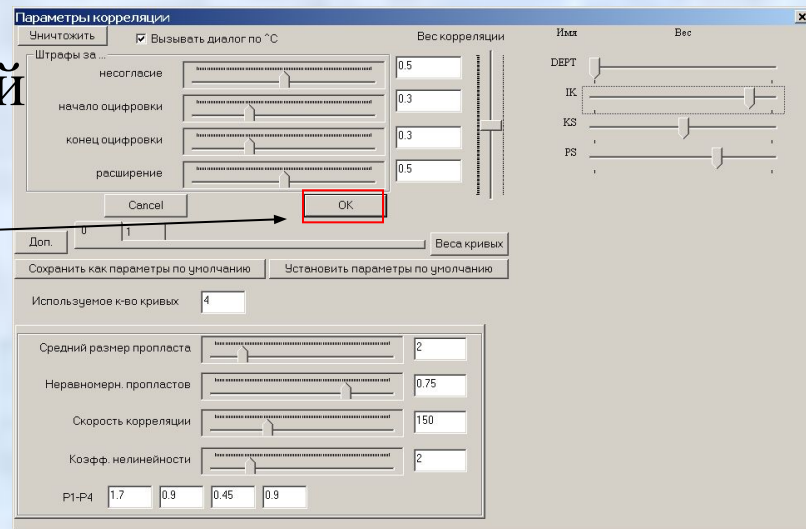 Параметры корреляции
Уничтожить
Вызывать диалог по ^C
Вес корреляции
Имя Вес
Штрафы за ...
несогласие 0.5
начало оцифровки 0.3
конец оцифровки 0.3
расширение 0.5
DEPT
IK
KS
PS
й
Cancel OK
Доп. 0 1 Веса кривых
Сохранить как параметры по умолчанию Установить параметры по умолчанию
Используемое к-во кривых 4
Средний размер пропласта 2
Неравномерн. пропластов 0.75
Скорость корреляции 150
Коэфф. нелинейности 2
P1-P4 1.7 0.9 0.45 0.9